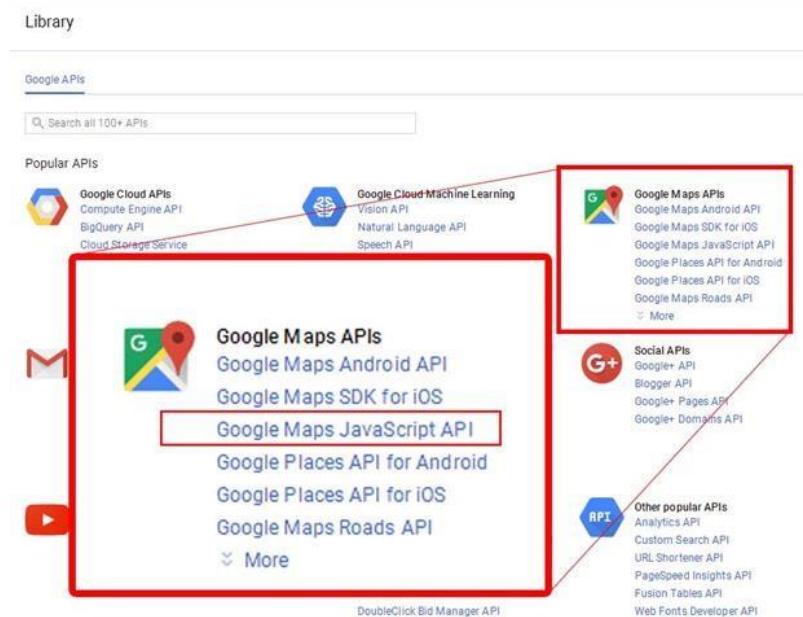 Library
Google APIs
Search all 100+ APIs
Popular APIs
Google Cloud APIs
Compute Engine API
BigQuery API
Cloud Storage Service
Google Cloud Machine Learning
Vision API
Natural Language API
Speech API
G
Google Maps APIs
Google Maps Android API
Google Maps SDK for iOS
Google Maps JavaScript API
Google Places API for Android
Google Places API for iOS
Google Maps Roads API
More
G
Google Maps APIs
Google Maps Android API
Google Maps SDK for iOS
Google Maps JavaScript API
Google Places API for Android
Google Places API for iOS
Google Maps Roads API
More
G+
Social APIs
Google+ API
Blogger API
Google+ Pages API
Google+ Domains API
API
Other popular APIs
Analytics API
Custom Search API
URL Shortener API
PageSpeed Insights API
Fusion Tables API
Web Fonts Developer API
DoubleClick Bid Manager API